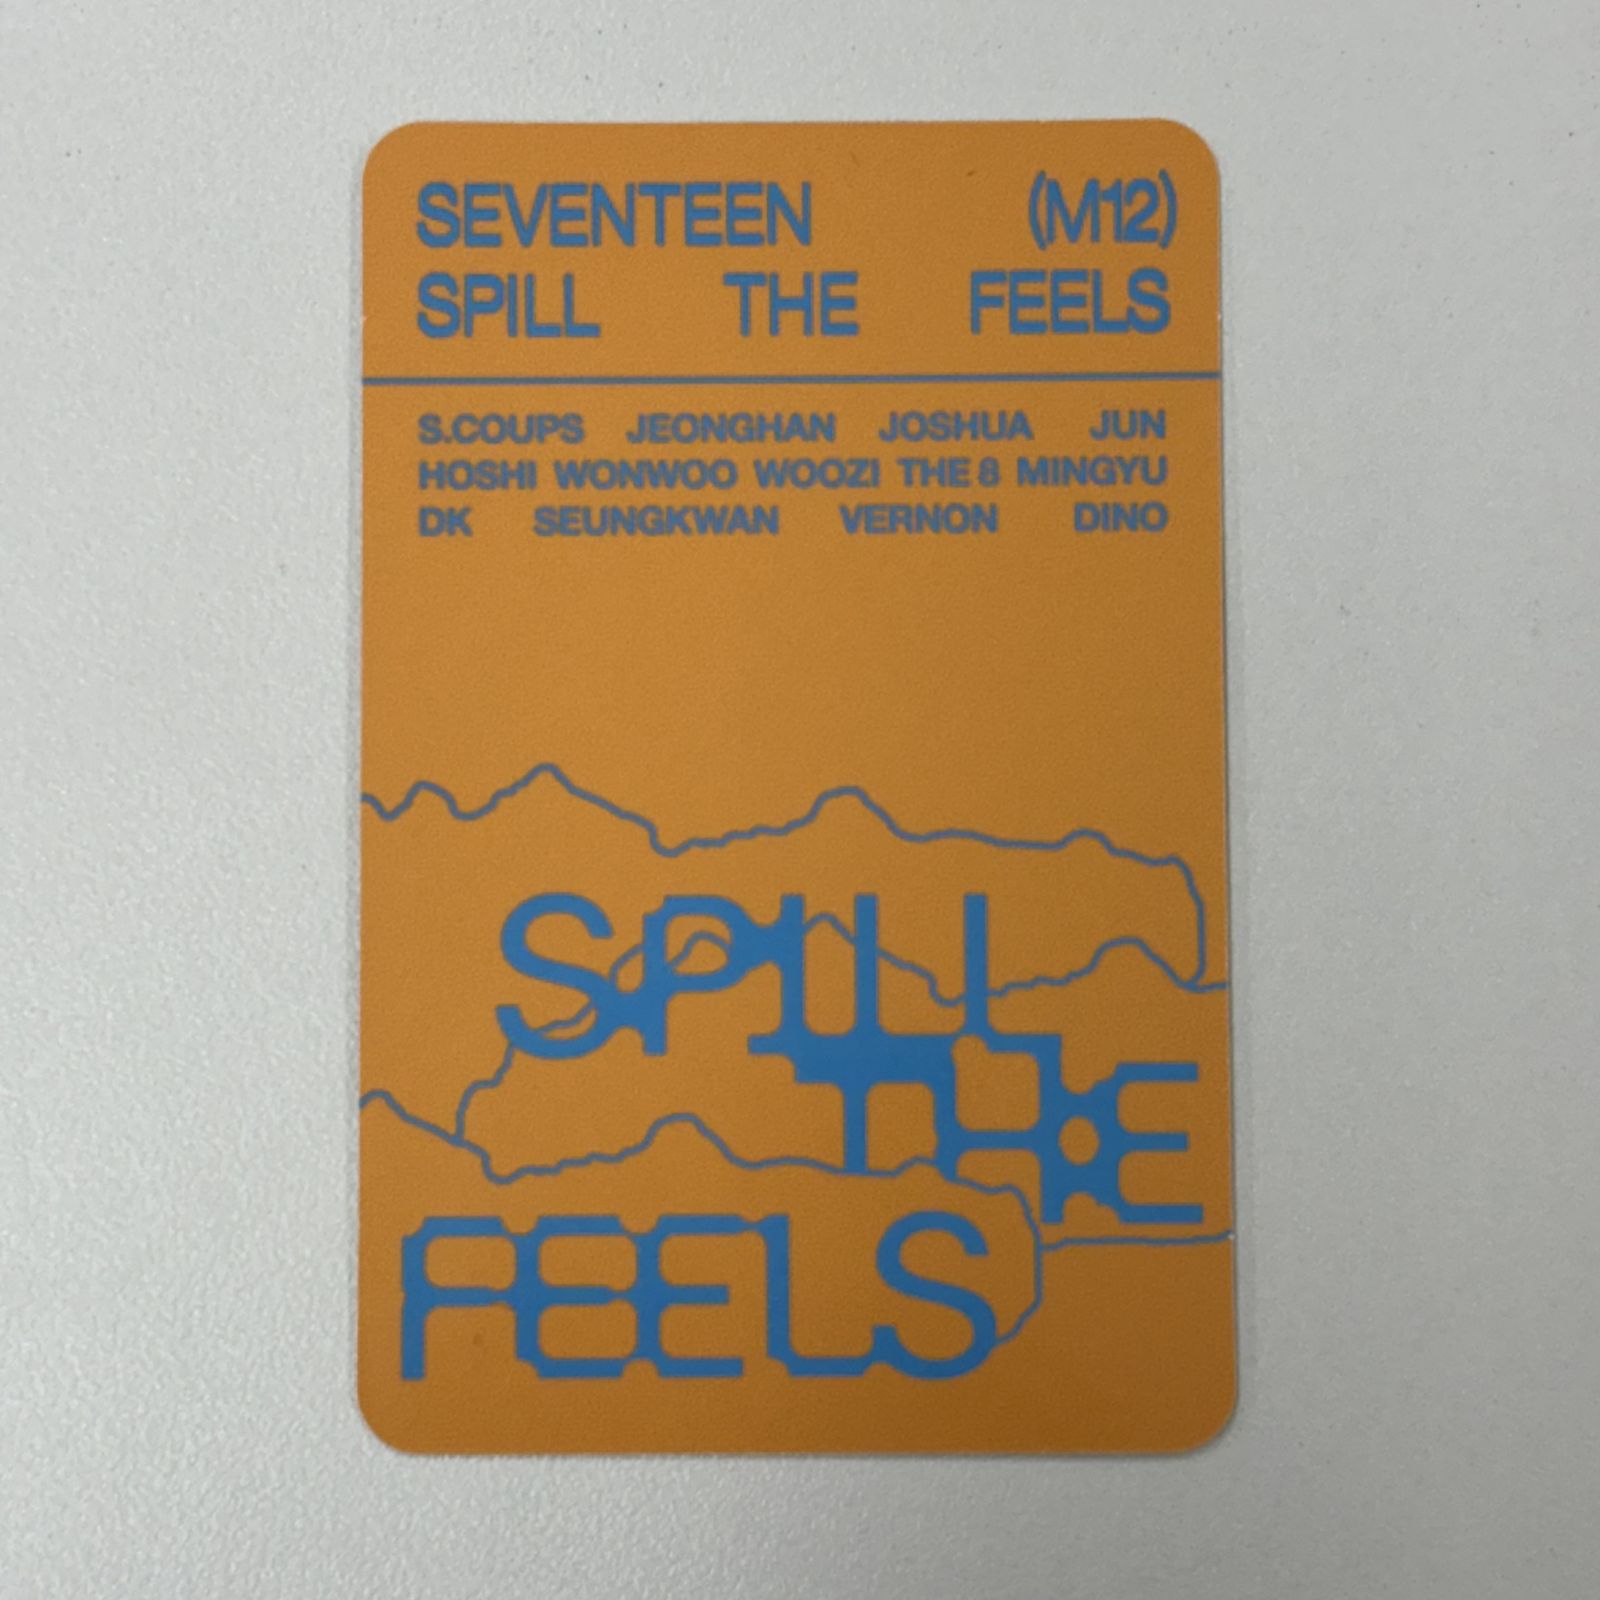 SEVENTEEN (M12)
SPILL THE FEELS
S.COUPS JEONGHAN JOSHUA JUN
HOSHI WONWOO WOOZI THE 8 MINGYU
DK SEUNGKWAN VERNON DINO
SPILL
THE
FEELS